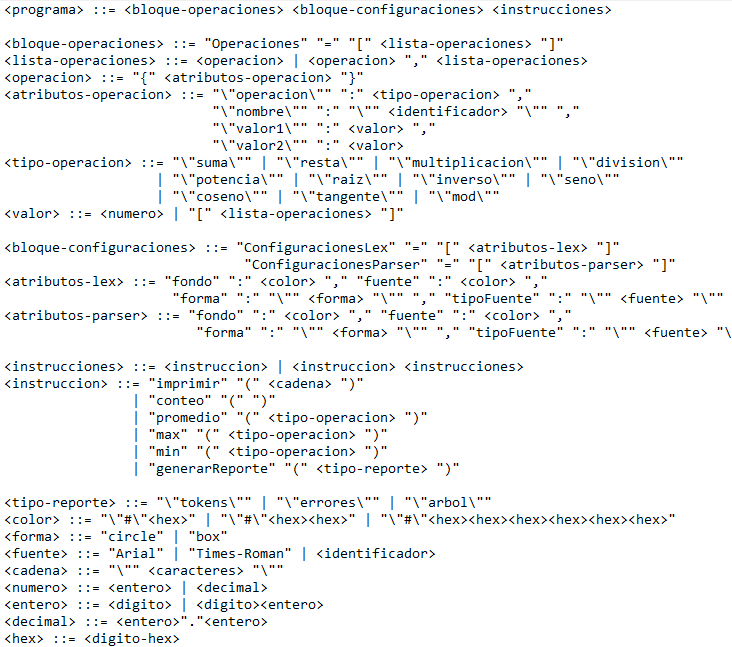 <programa> ::= <bloque-operaciones> <bloque-configuraciones> <instrucciones>
<bloque-operaciones> ::= "Operaciones" "=" "[" <lista-operaciones> "]"
<lista-operaciones> ::= <operacion> | <operacion> "," <lista-operaciones>
<operacion> ::= "{" <atributos-operacion> "}"
<atributos-operacion> ::= "\"operacion\"" ":" <tipo-operacion> ","
"\"nombre\"" ":" "\"" <identificador> "\"" ","
"\"valor1\"" ":" <valor> ","
"\"valor2\"" ":" <valor>
<tipo-operacion> ::= "\"suma\"" | "\"resta\"" | "\"multiplicacion\"" | "\"division\""
| "\"potencia\"" | "\"raiz\"" | "\"inverso\"" | "\"seno\""
| "\"coseno\"" | "\"tangente\"" | "\"mod\""
<valor> ::= <numero> | "[" <lista-operaciones> "]"
<bloque-configuraciones> ::= "ConfiguracionesLex" "=" "[" <atributos-lex> "]"
"ConfiguracionesParser" "=" "[" <atributos-parser> "]"
<atributos-lex> ::= "fondo" ":" <color> "," "fuente" ":" <color> ","
"forma" ":" "\"" <forma> "\"" "," "tipoFuente" ":" "\"" <fuente> "\""
<atributos-parser> ::= "fondo" ":" <color> "," "fuente" ":" <color> ","
"forma" ":" "\"" <forma> "\"" "," "tipoFuente" ":" "\"" <fuente> "\
<instrucciones> ::= <instruccion> | <instruccion> <instrucciones>
<instruccion> ::= "imprimir" "(" <cadena> ")"
| "conteo" "(" ")"
| "promedio" "(" <tipo-operacion> ")"
| "max" "(" <tipo-operacion> ")"
| "min" "(" <tipo-operacion> ")"
| "generarReporte" "(" <tipo-reporte> ")"
<tipo-reporte> ::= "\"tokens\"" | "\"errores\"" | "\"arbol\""
<color> ::= "\"#\"<hex>" | "\"#\"<hex><hex>" | "\"#\"<hex><hex><hex><hex><hex><hex>"
<forma> ::= "circle" | "box"
<fuente> ::= "Arial" | "Times-Roman" | <identificador>
<cadena> ::= "\"" <caracteres> "\""
<numero> ::= <entero> | <decimal>
<entero> ::= <digito> | <digito><entero>
<decimal> ::= <entero>"."<entero>
<hex> ::= <digito-hex>